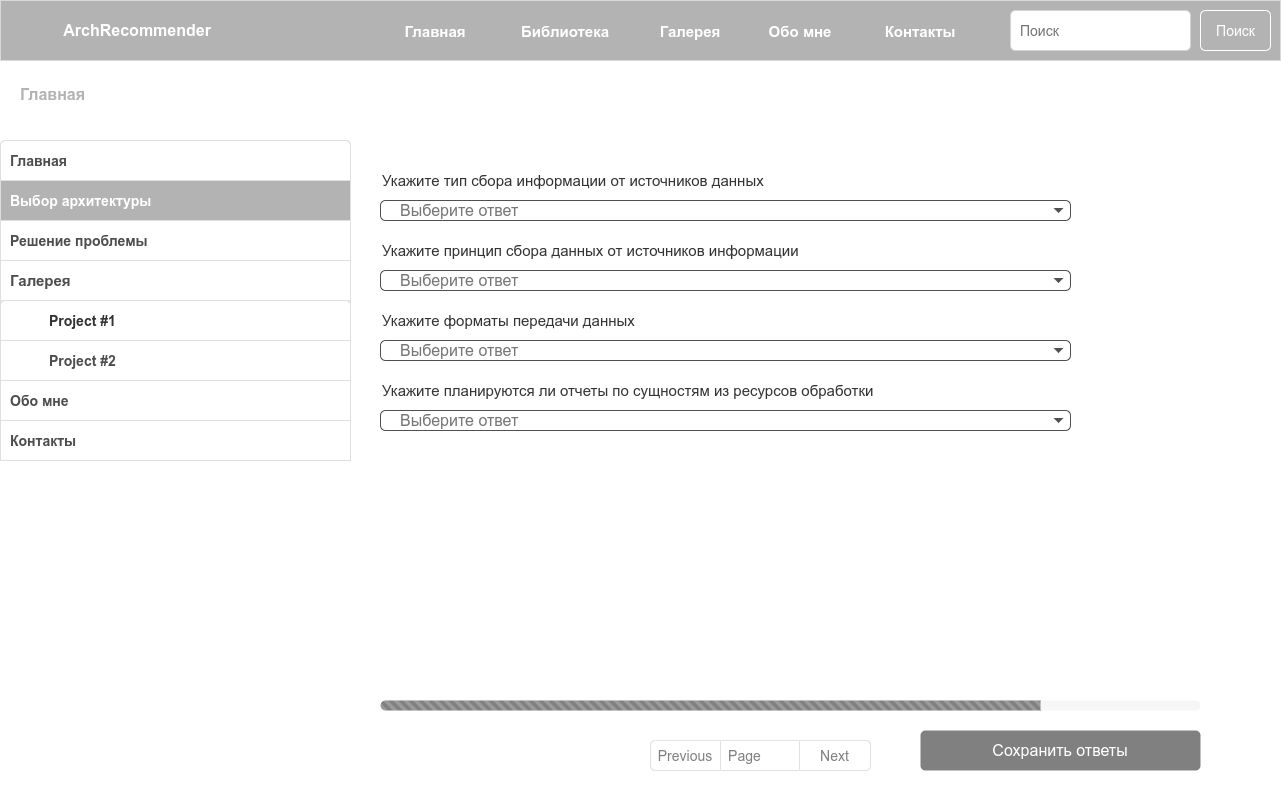 ArchRecommender Главная Библиотека Галерея Обо мне Контакты Поиск Поиск
Главная
Главная
Выбор архитектуры
Решение проблемы
Галерея
Project #1
Project #2
Обо мне
Контакты
Укажите тип сбора информации от источников данных
Выберите ответ
Укажите принцип сбора данных от источников информации
Выберите ответ
Укажите форматы передачи данных
Выберите ответ
Укажите планируются ли отчеты по сущностям из ресурсов обработки
Выберите ответ
Previous Page Next
Сохранить ответы